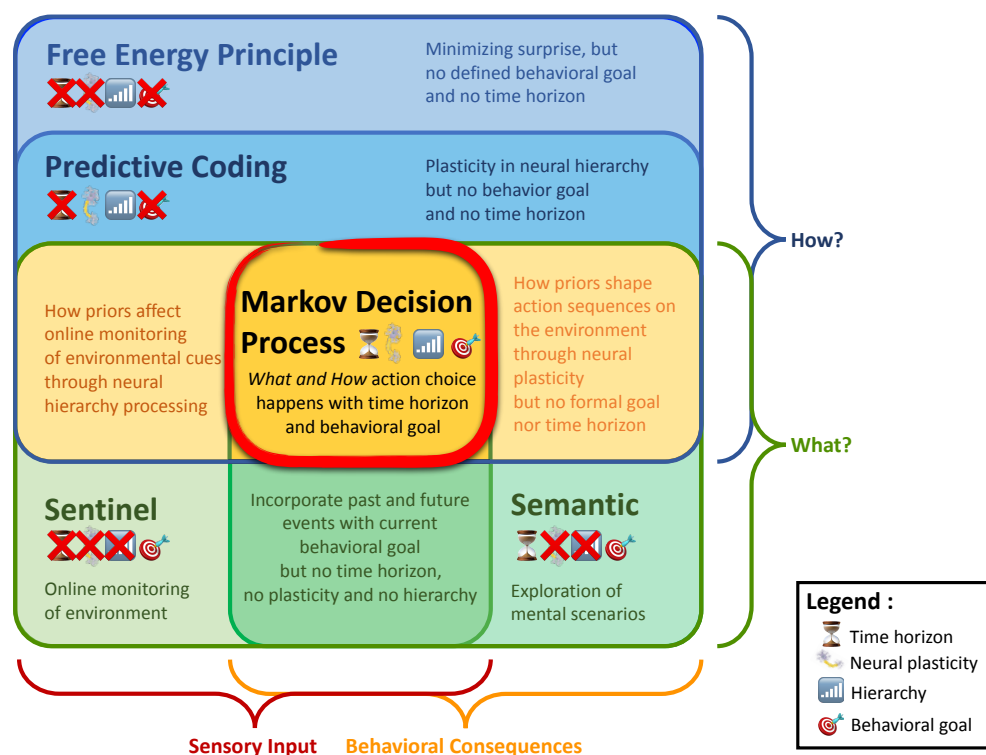 Free Energy Principle
Minimizing surprise, but
no defined behavioral goal
and no time horizon
Predictive Coding
Plasticity in neural hierarchy
but no behavior goal
and no time horizon
How?
How priors affect
online monitoring
of environmental cues
through neural
hierarchy processing
Markov Decision
Process
What and How action choice
happens with time horizon
and behavioral goal
How priors shape
action sequences on
the environment
through neural
plasticity
but no formal goal
nor time horizon
What?
Sentinel
Online monitoring
of environment
Incorporate past and future
events with current
behavioral goal
but no time horizon,
no plasticity and no hierarchy
Semantic
Exploration of
mental scenarios
Legend :
Time horizon
Neural plasticity
Hierarchy
Behavioral goal
Sensory Input
Behavioral Consequences